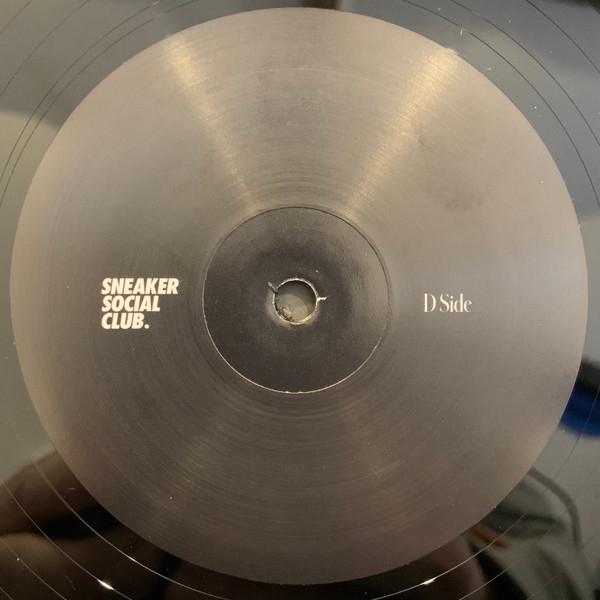 SNEAKER
SOCIAL
CLUB.
D Side